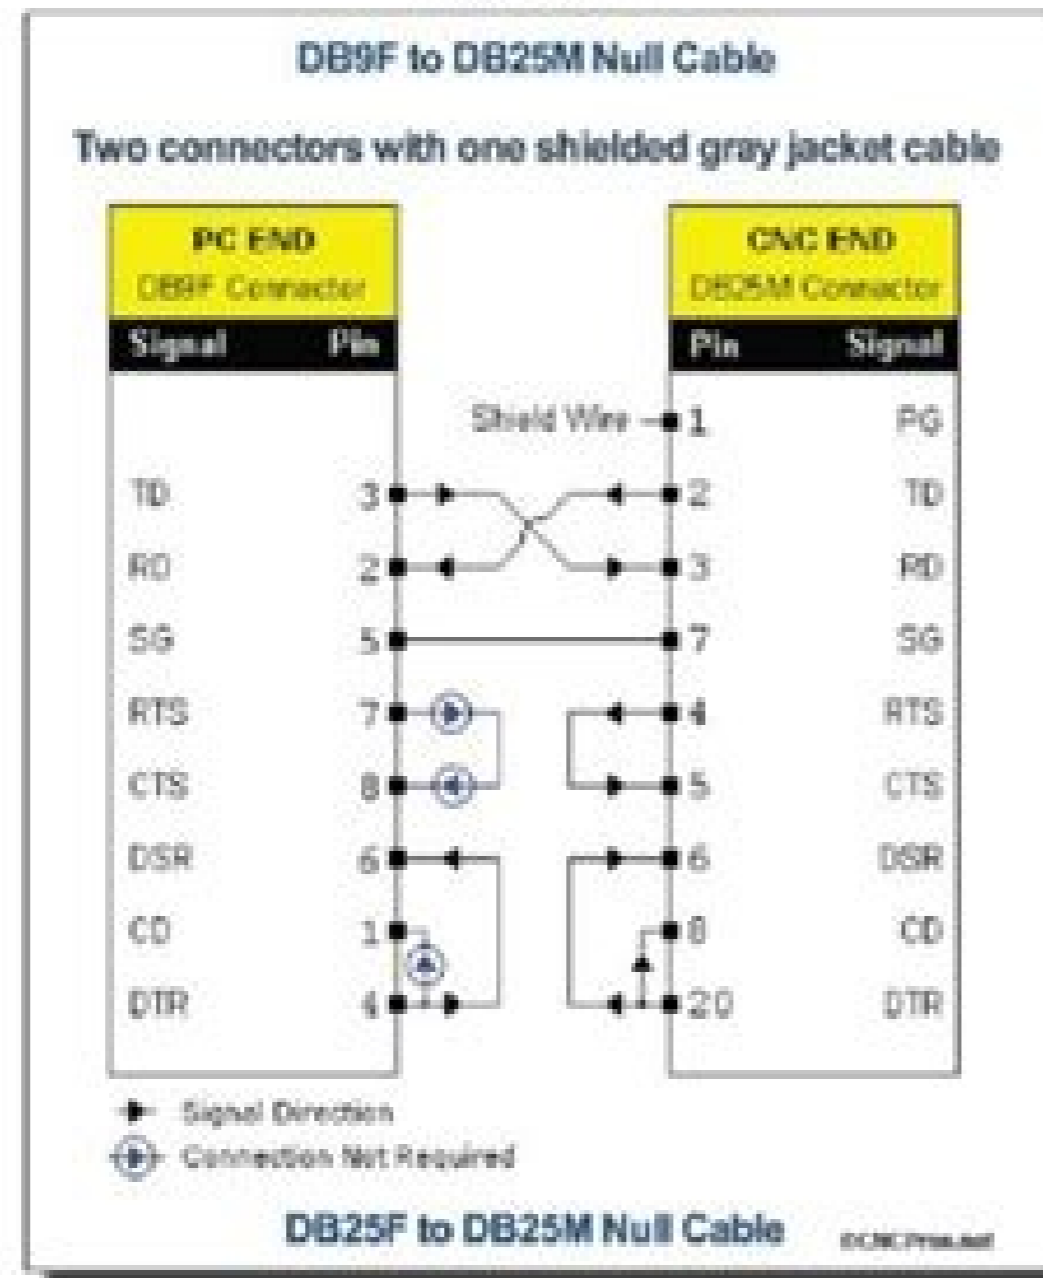 DB9F to DB25M Null Cable
Two connectors with one shielded gray jacket cable
PC END
DB9F Connector
Signal Pin
CNC END
DB25M Connector
Pin Signal
Shield Wire 1 PG
TD 3 2 TD
RD 2 3 RD
SG 5 7 SG
RTS 7 4 RTS
CTS 8 5 CTS
DSR 6 6 DSR
CD 1 8 CD
DTR 4 20 DTR
Signal Direction
Connection Not Required
DB25F to DB25M Null Cable